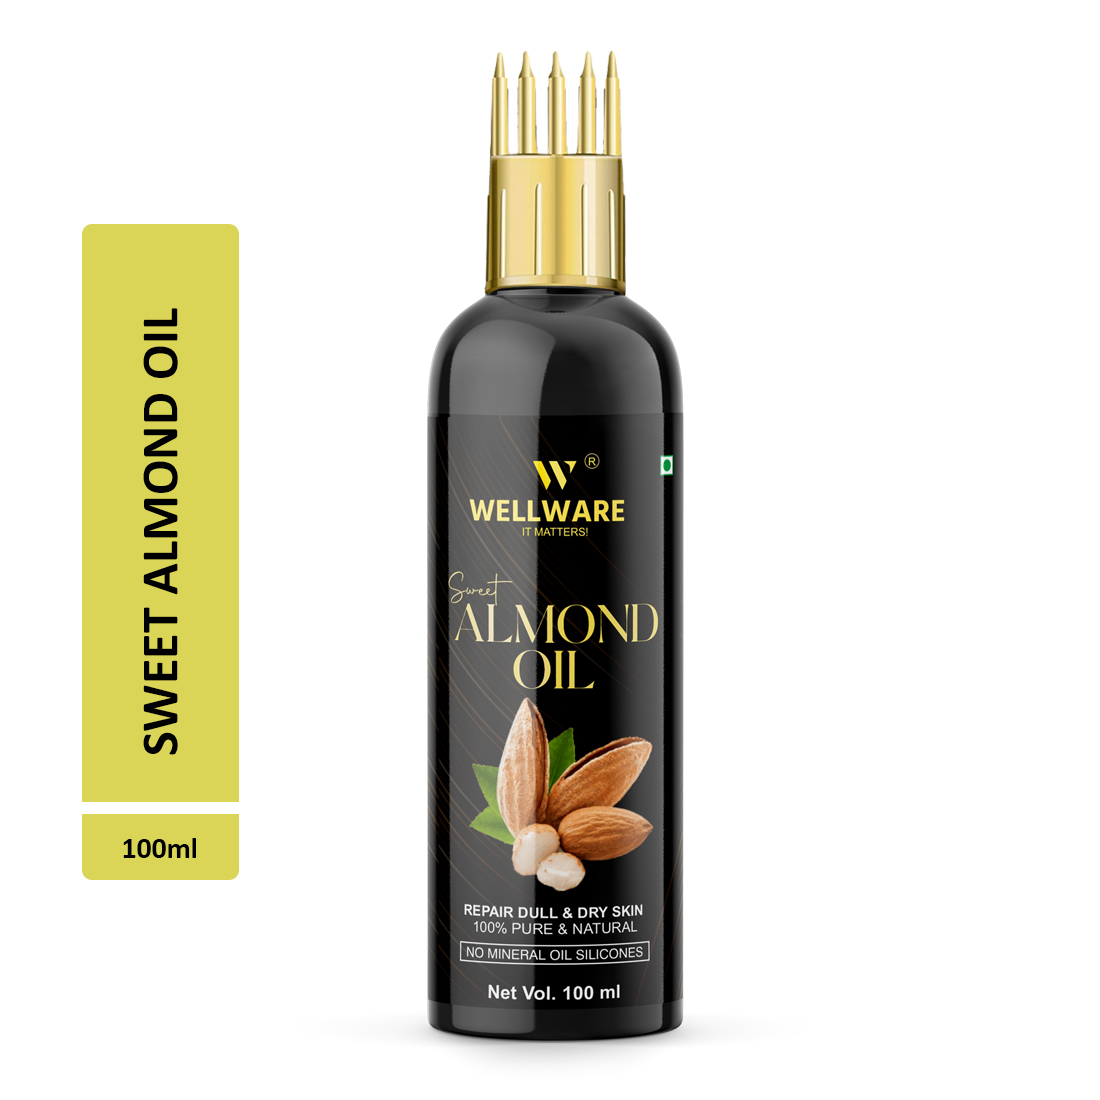 SWEET ALMOND OIL
100ml
W ®
WELLWARE
IT MATTERS!
Sweet
ALMOND
OIL
REPAIR DULL & DRY SKIN
100% PURE & NATURAL
NO MINERAL OIL SILICONES
Net Vol. 100 ml